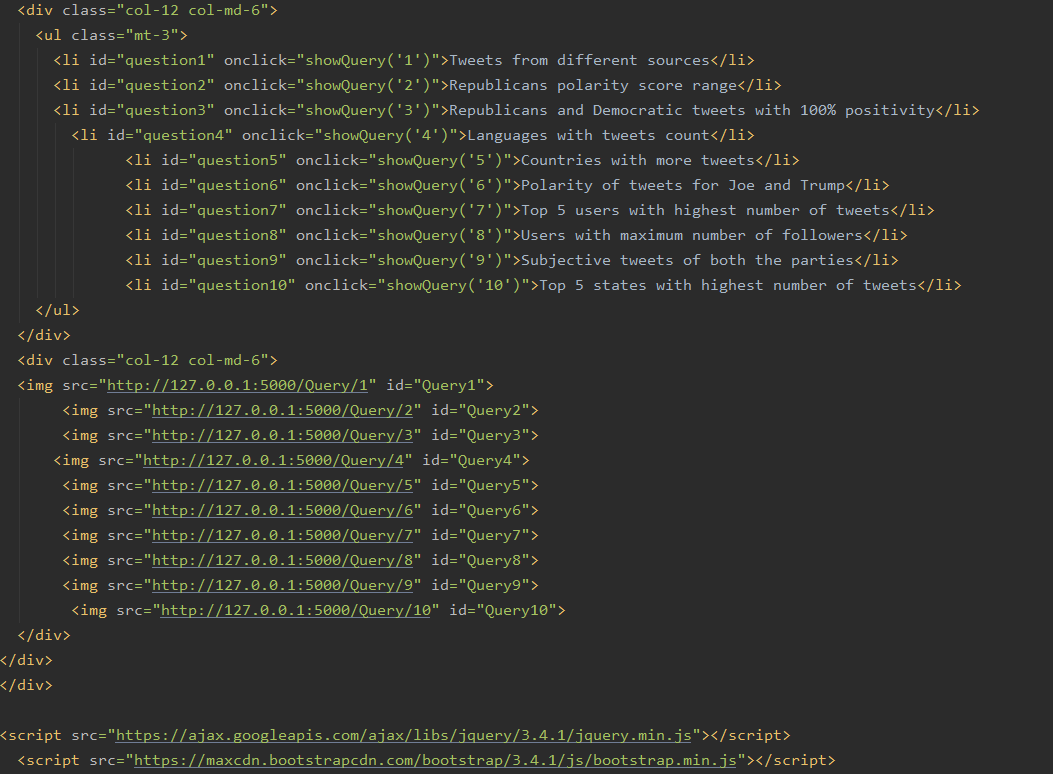 <div class="col-12 col-md-6">
<ul class="mt-3">
<li id="question1" onclick="showQuery('1')">Tweets from different sources</li>
<li id="question2" onclick="showQuery('2')">Republicans polarity score range</li>
<li id="question3" onclick="showQuery('3')">Republicans and Democratic tweets with 100% positivity</li>
<li id="question4" onclick="showQuery('4')">Languages with tweets count</li>
<li id="question5" onclick="showQuery('5')">Countries with more tweets</li>
<li id="question6" onclick="showQuery('6')">Polarity of tweets for Joe and Trump</li>
<li id="question7" onclick="showQuery('7')">Top 5 users with highest number of tweets</li>
<li id="question8" onclick="showQuery('8')">Users with maximum number of followers</li>
<li id="question9" onclick="showQuery('9')">Subjective tweets of both the parties</li>
<li id="question10" onclick="showQuery('10')">Top 5 states with highest number of tweets</li>
</ul>
</div>
<div class="col-12 col-md-6">
<img src="http://127.0.0.1:5000/Query/1" id="Query1">
<img src="http://127.0.0.1:5000/Query/2" id="Query2">
<img src="http://127.0.0.1:5000/Query/3" id="Query3">
<img src="http://127.0.0.1:5000/Query/4" id="Query4">
<img src="http://127.0.0.1:5000/Query/5" id="Query5">
<img src="http://127.0.0.1:5000/Query/6" id="Query6">
<img src="http://127.0.0.1:5000/Query/7" id="Query7">
<img src="http://127.0.0.1:5000/Query/8" id="Query8">
<img src="http://127.0.0.1:5000/Query/9" id="Query9">
<img src="http://127.0.0.1:5000/Query/10" id="Query10">
</div>
</div>
</div>
<script src="https://ajax.googleapis.com/ajax/libs/jquery/3.4.1/jquery.min.js"></script>
<script src="https://maxcdn.bootstrapcdn.com/bootstrap/3.4.1/js/bootstrap.min.js"></script>